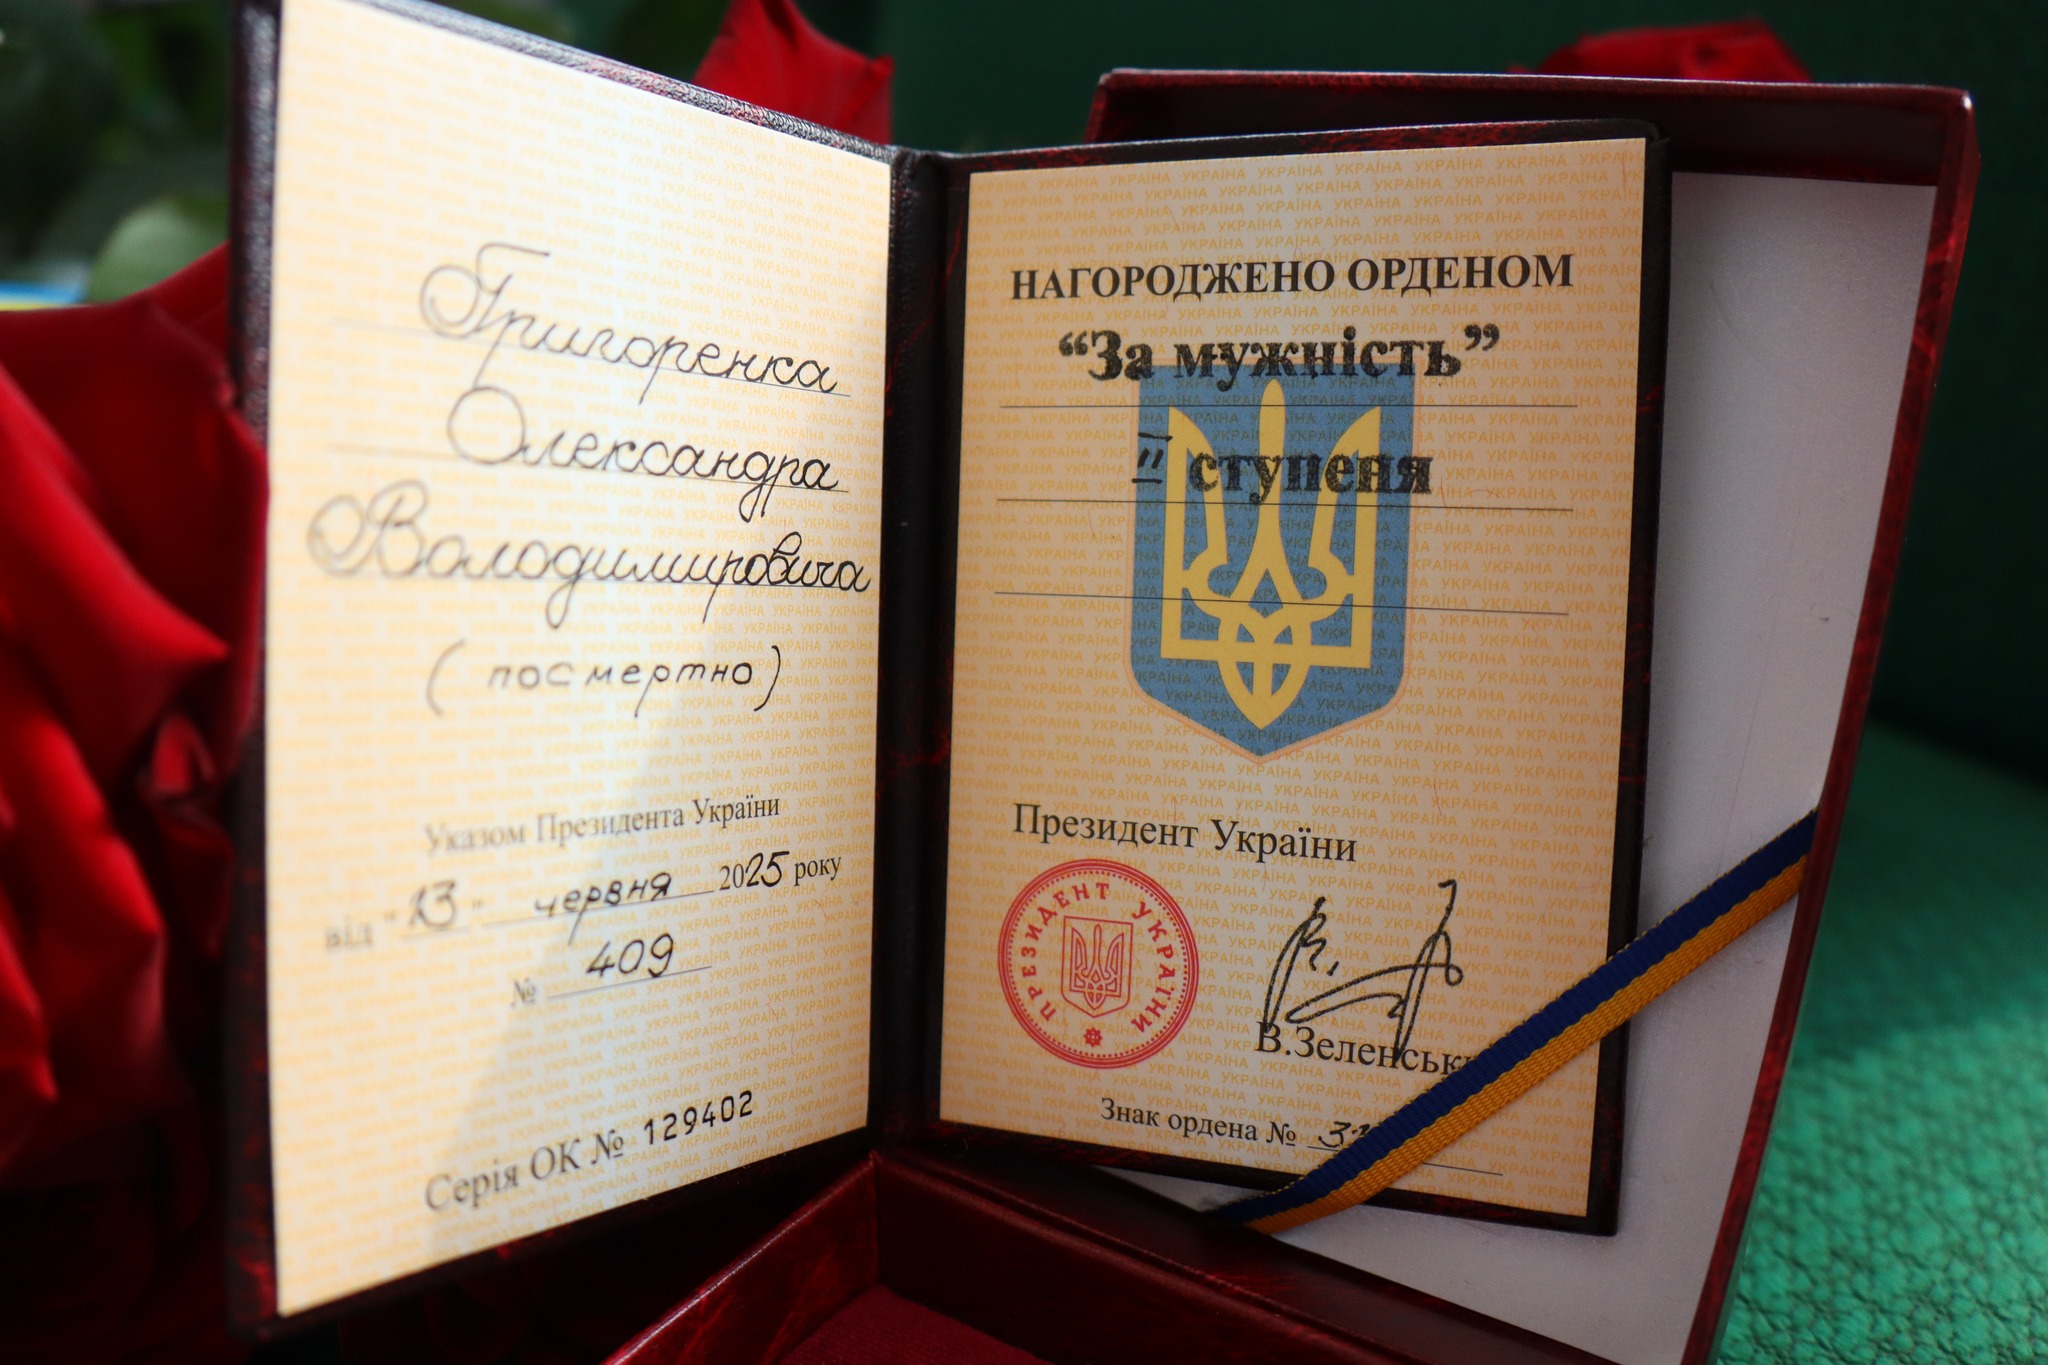 Григоренка
Олександра
Володимировича
(посмертно)
Указом Президента України
від "13" червня 2025 року
№ 409
Серія ОК № 129402
НАГОРОДЖЕНО ОРДЕНОМ
“За мужність”
ІІ ступеня
Президент України
ПРЕЗИДЕНТ УКРАЇНИ
Знак ордена №